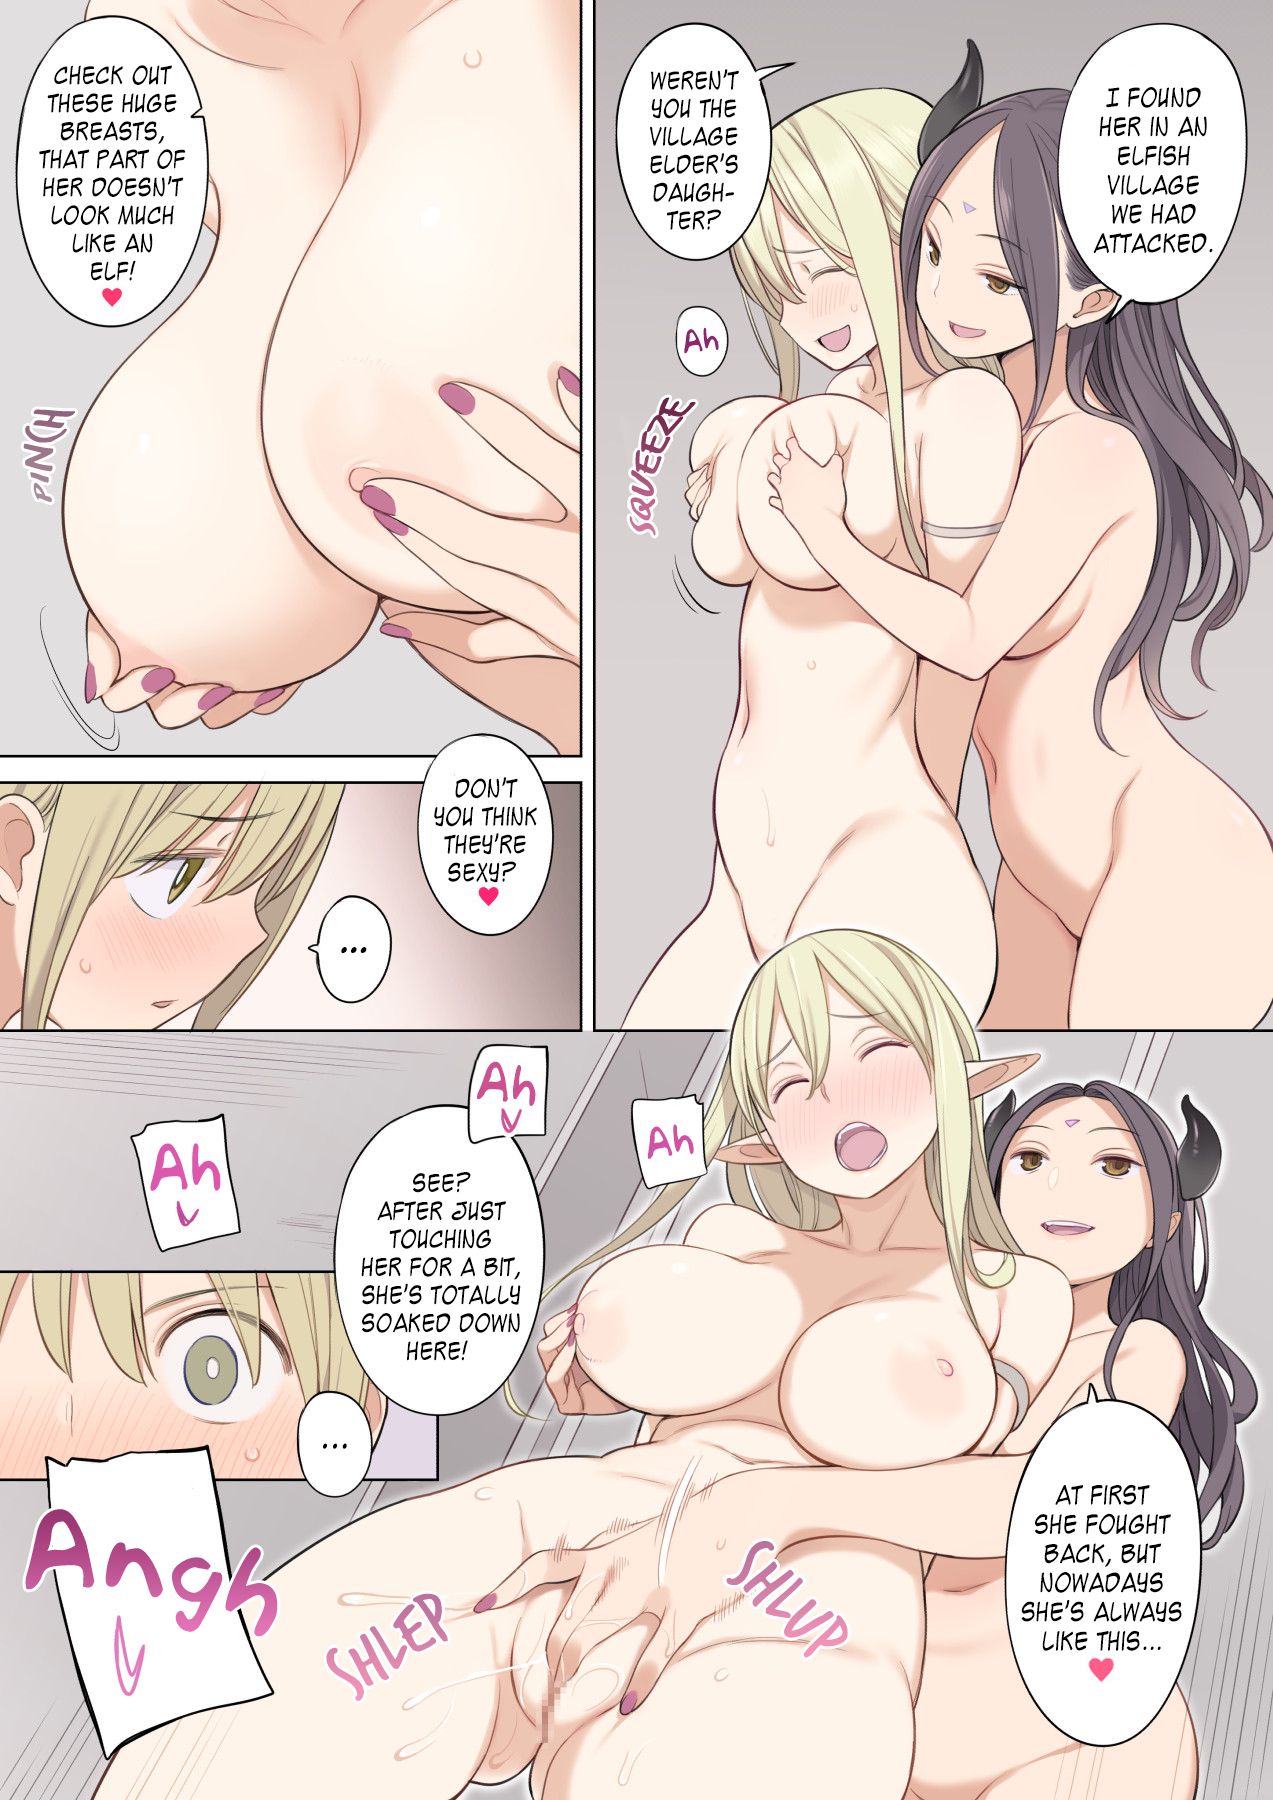 I FOUND
HER IN AN
ELFISH
VILLAGE
WE HAD
ATTACKED.
WEREN'T
YOU THE
VILLAGE
ELDER'S
DAUGH-
TER?
Ah
SQUEEZE
CHECK OUT
THESE HUGE
BREASTS,
THAT PART OF
HER DOESN'T
LOOK MUCH
LIKE AN
ELF!
♥
PINCH
DON'T
YOU THINK
THEY'RE
SEXY?
♥
...
Ah
Ah
Ah
SEE?
AFTER JUST
TOUCHING
HER FOR A BIT,
SHE'S TOTALLY
SOAKED DOWN
HERE!
AT FIRST
SHE FOUGHT
BACK, BUT
NOWADAYS
SHE'S ALWAYS
LIKE THIS...
♥
SHLUP
SHLEP
...
Angh